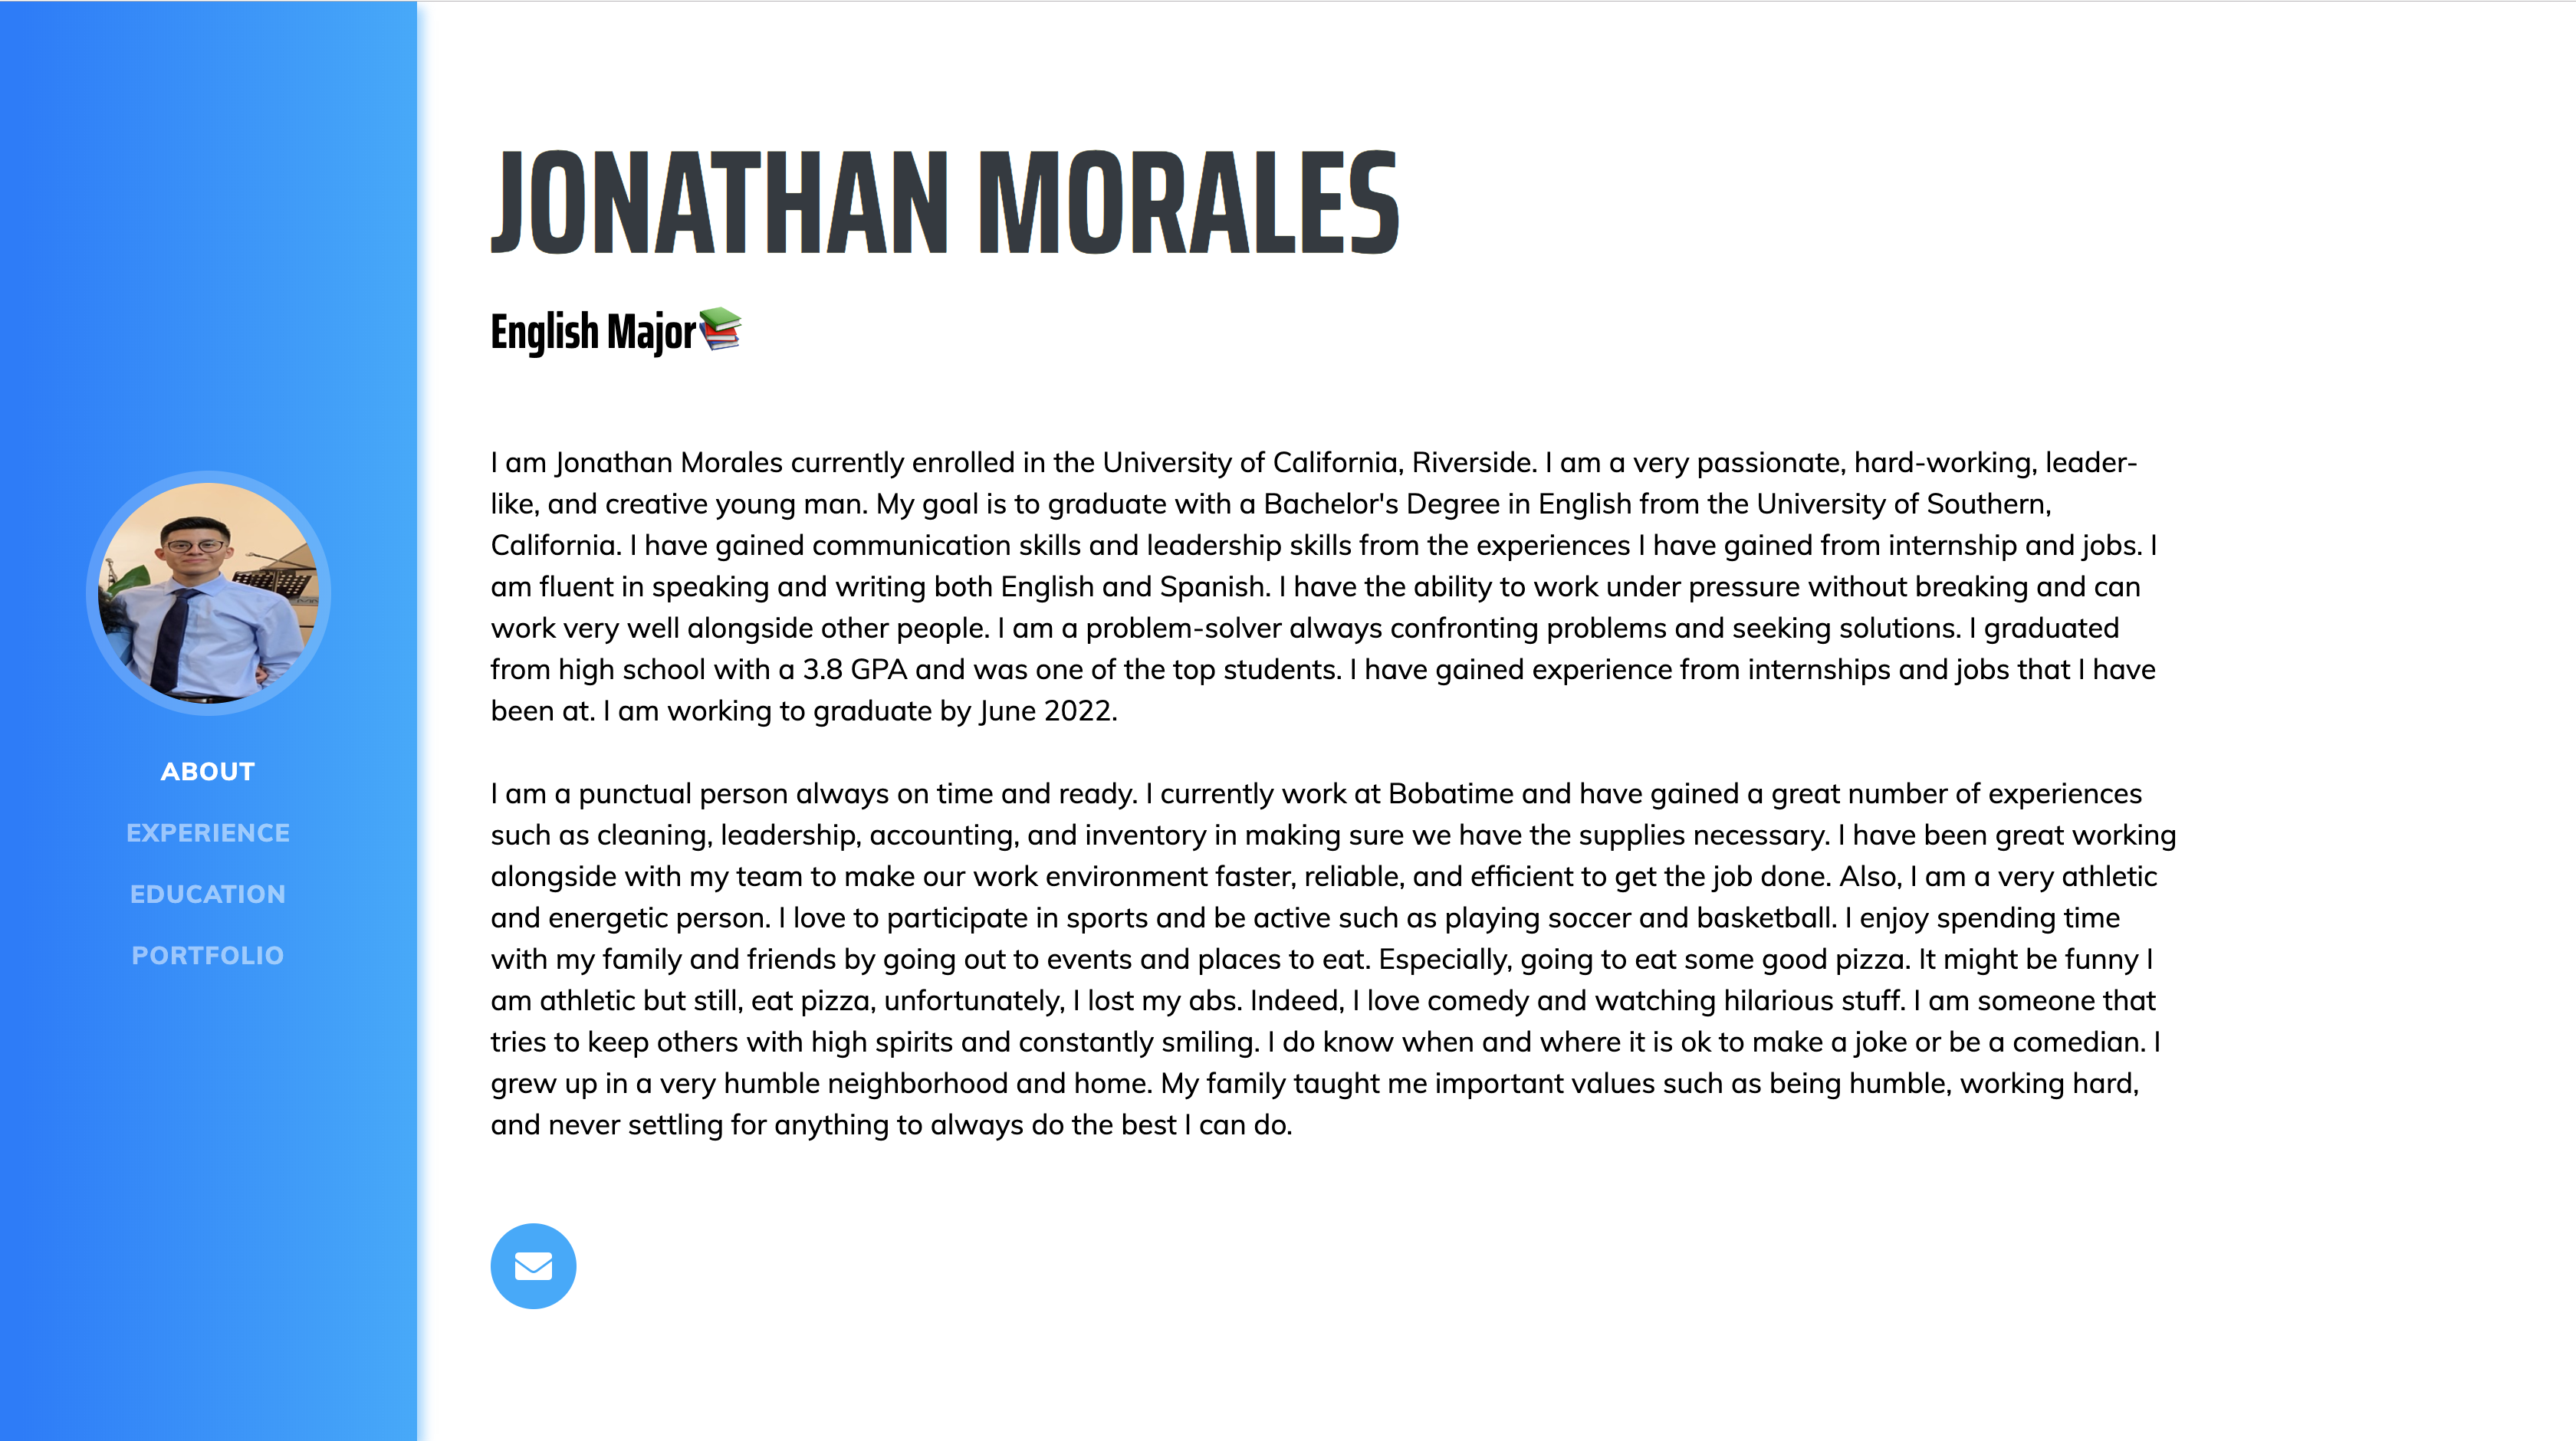 JONATHAN MORALES
English Major📚
I am Jonathan Morales currently enrolled in the University of California, Riverside. I am a very passionate, hard-working, leader-
like, and creative young man. My goal is to graduate with a Bachelor's Degree in English from the University of Southern,
California. I have gained communication skills and leadership skills from the experiences I have gained from internship and jobs. I
am fluent in speaking and writing both English and Spanish. I have the ability to work under pressure without breaking and can
work very well alongside other people. I am a problem-solver always confronting problems and seeking solutions. I graduated
from high school with a 3.8 GPA and was one of the top students. I have gained experience from internships and jobs that I have
been at. I am working to graduate by June 2022.
I am a punctual person always on time and ready. I currently work at Bobatime and have gained a great number of experiences
such as cleaning, leadership, accounting, and inventory in making sure we have the supplies necessary. I have been great working
alongside with my team to make our work environment faster, reliable, and efficient to get the job done. Also, I am a very athletic
and energetic person. I love to participate in sports and be active such as playing soccer and basketball. I enjoy spending time
with my family and friends by going out to events and places to eat. Especially, going to eat some good pizza. It might be funny I
am athletic but still, eat pizza, unfortunately, I lost my abs. Indeed, I love comedy and watching hilarious stuff. I am someone that
tries to keep others with high spirits and constantly smiling. I do know when and where it is ok to make a joke or be a comedian. I
grew up in a very humble neighborhood and home. My family taught me important values such as being humble, working hard,
and never settling for anything to always do the best I can do.
ABOUT
EXPERIENCE
EDUCATION
PORTFOLIO